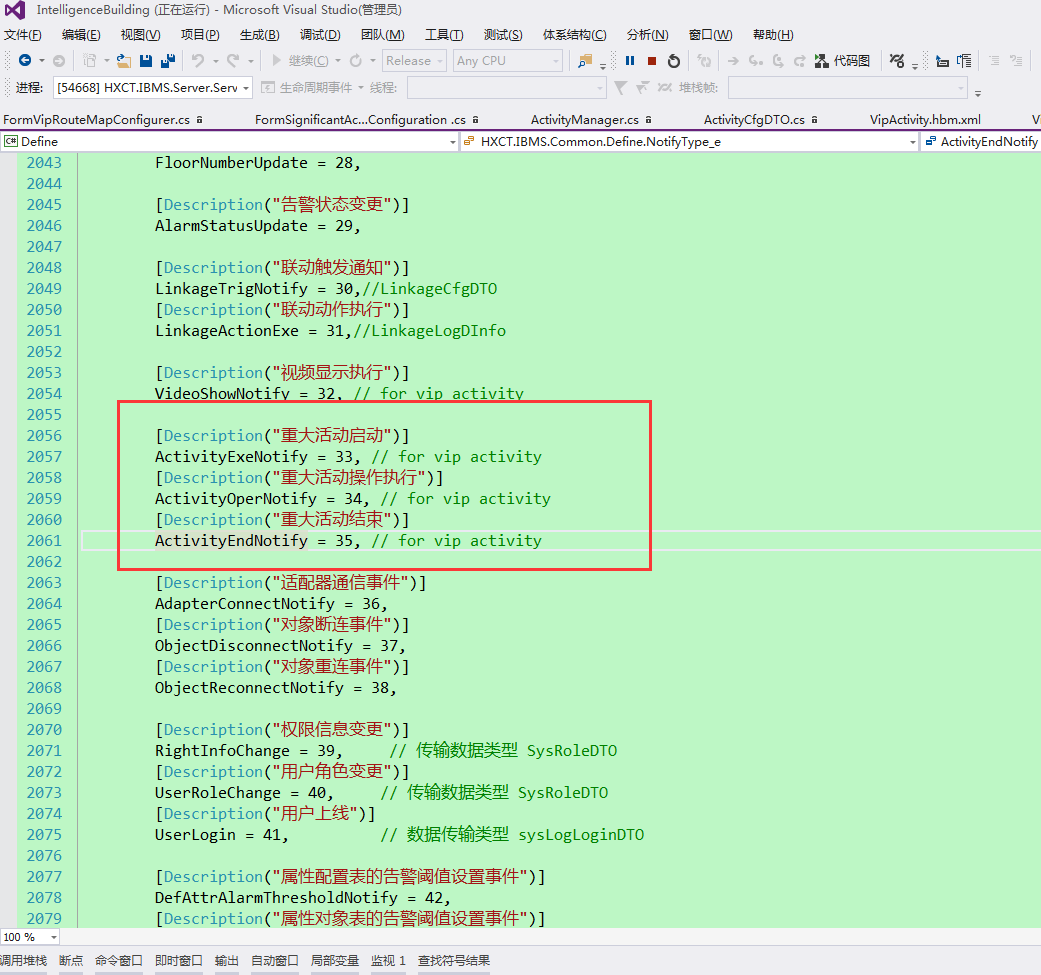 IntelligenceBuilding (正在运行) - Microsoft Visual Studio(管理员)
文件(F) 编辑(E) 视图(V) 项目(P) 生成(B) 调试(D) 团队(M) 工具(T) 测试(S) 体系结构(C) 分析(N) 窗口(W) 帮助(H)
继续(C) Release Any CPU 代码图
进程: [54668] HXCT.IBMS.Server.Serv 生命周期事件 线程: 堆栈帧:
FormVipRouteMapConfigurer.cs FormSignificantAc...Configuration .cs ActivityManager.cs ActivityCfgDTO.cs VipActivity.hbm.xml
Define HXCT.IBMS.Common.Define.NotifyType_e ActivityEndNotify
2043 FloorNumberUpdate = 28,
2044
2045 [Description("告警状态变更")]
2046 AlarmStatusUpdate = 29,
2047
2048 [Description("联动触发通知")]
2049 LinkageTrigNotify = 30,//LinkageCfgDTO
2050 [Description("联动动作执行")]
2051 LinkageActionExe = 31,//LinkageLogDInfo
2052
2053 [Description("视频显示执行")]
2054 VideoShowNotify = 32, // for vip activity
2055
2056 [Description("重大活动启动")]
2057 ActivityExeNotify = 33, // for vip activity
2058 [Description("重大活动操作执行")]
2059 ActivityOperNotify = 34, // for vip activity
2060 [Description("重大活动结束")]
2061 ActivityEndNotify = 35, // for vip activity
2062
2063 [Description("适配器通信事件")]
2064 AdapterConnectNotify = 36,
2065 [Description("对象断连事件")]
2066 ObjectDisconnectNotify = 37,
2067 [Description("对象重连事件")]
2068 ObjectReconnectNotify = 38,
2069
2070 [Description("权限信息变更")]
2071 RightInfoChange = 39, // 传输数据类型 SysRoleDTO
2072 [Description("用户角色变更")]
2073 UserRoleChange = 40, // 传输数据类型 SysRoleDTO
2074 [Description("用户上线")]
2075 UserLogin = 41, // 数据传输类型 sysLogLoginDTO
2076
2077 [Description("属性配置表的告警阈值设置事件")]
2078 DefAttrAlarmThresholdNotify = 42,
2079 [Description("属性对象表的告警阈值设置事件")]
100 %
调用堆栈 断点 命令窗口 即时窗口 输出 自动窗口 局部变量 监视 1 查找符号结果